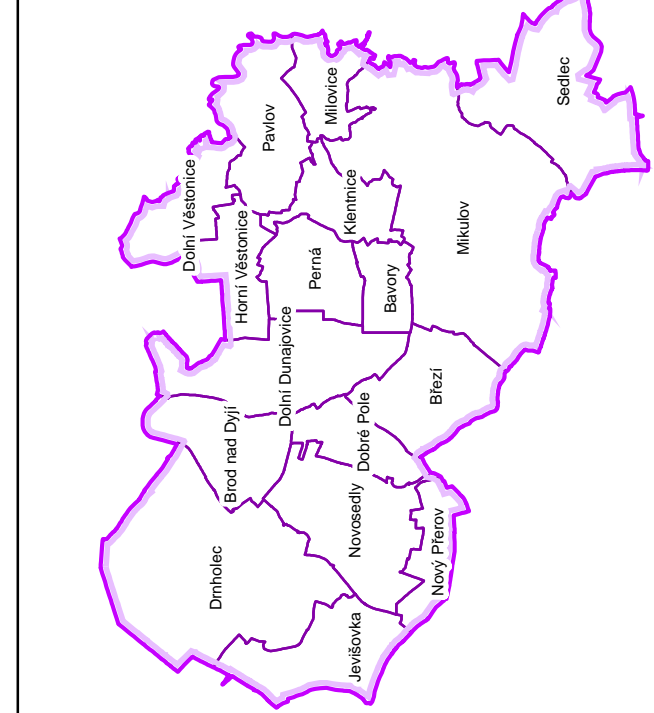 Drnholec
Brod nad Dyjí
Jevišovka
Novosedly
Nový Přerov
Dobré Pole
Dolní Dunajovice
Březí
Horní Věstonice
Dolní Věstonice
Perná
Bavory
Klentnice
Pavlov
Milovice
Mikulov
Sedlec